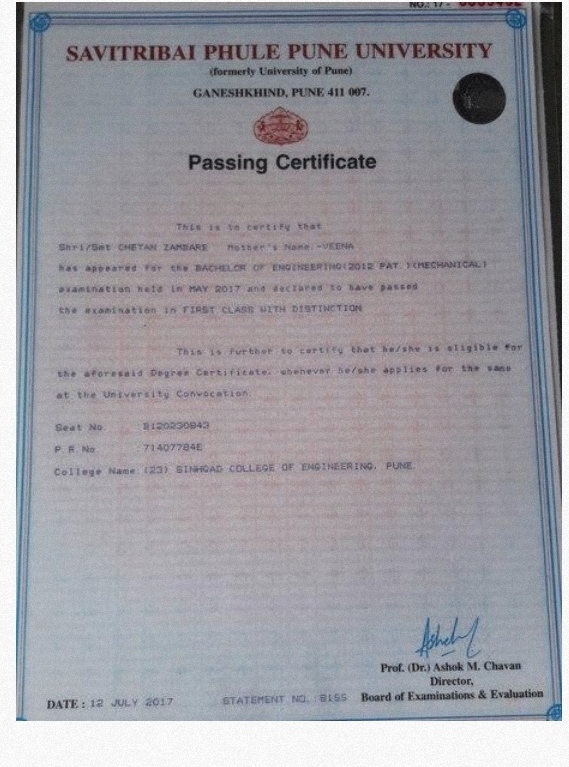 NO.: 17-
SAVITRIBAI PHULE PUNE UNIVERSITY
(formerly University of Pune)
GANESHKHIND, PUNE 411 007.
Passing Certificate
This is to certify that
Shri/Smt CHETAN ZAMBARE Mother's Name:-VEENA
has appeared for the BACHELOR OF ENGINEERING(2012 PAT.)(MECHANICAL)
examination held in MAY 2017 and declared to have passed
the examination in FIRST CLASS WITH DISTINCTION
This is further to certify that he/she is eligible for
the aforesaid Degree Certificate, whenever he/she applies for the same
at the University Convocation.
Seat No. :
P.R.No. : 71407784E
College Name:(23) SINHGAD COLLEGE OF ENGINEERING, PUNE
Prof. (Dr.) Ashok M. Chavan
Director,
DATE : 12 JULY 2017 STATEMENT NO.:8155 Board of Examinations & Evaluation